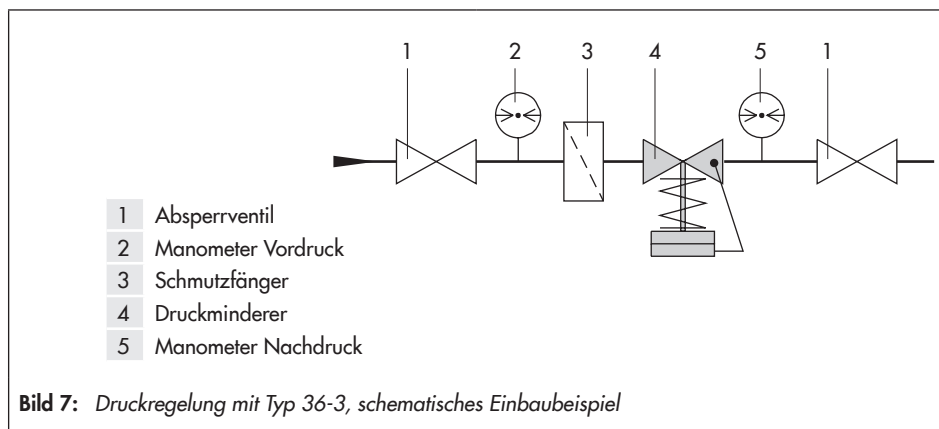 1 2 3 4 5 1
1 Absperrventil
2 Manometer Vordruck
3 Schmutzfänger
4 Druckminderer
5 Manometer Nachdruck
Bild 7: Druckregelung mit Typ 36-3, schematisches Einbaubeispiel